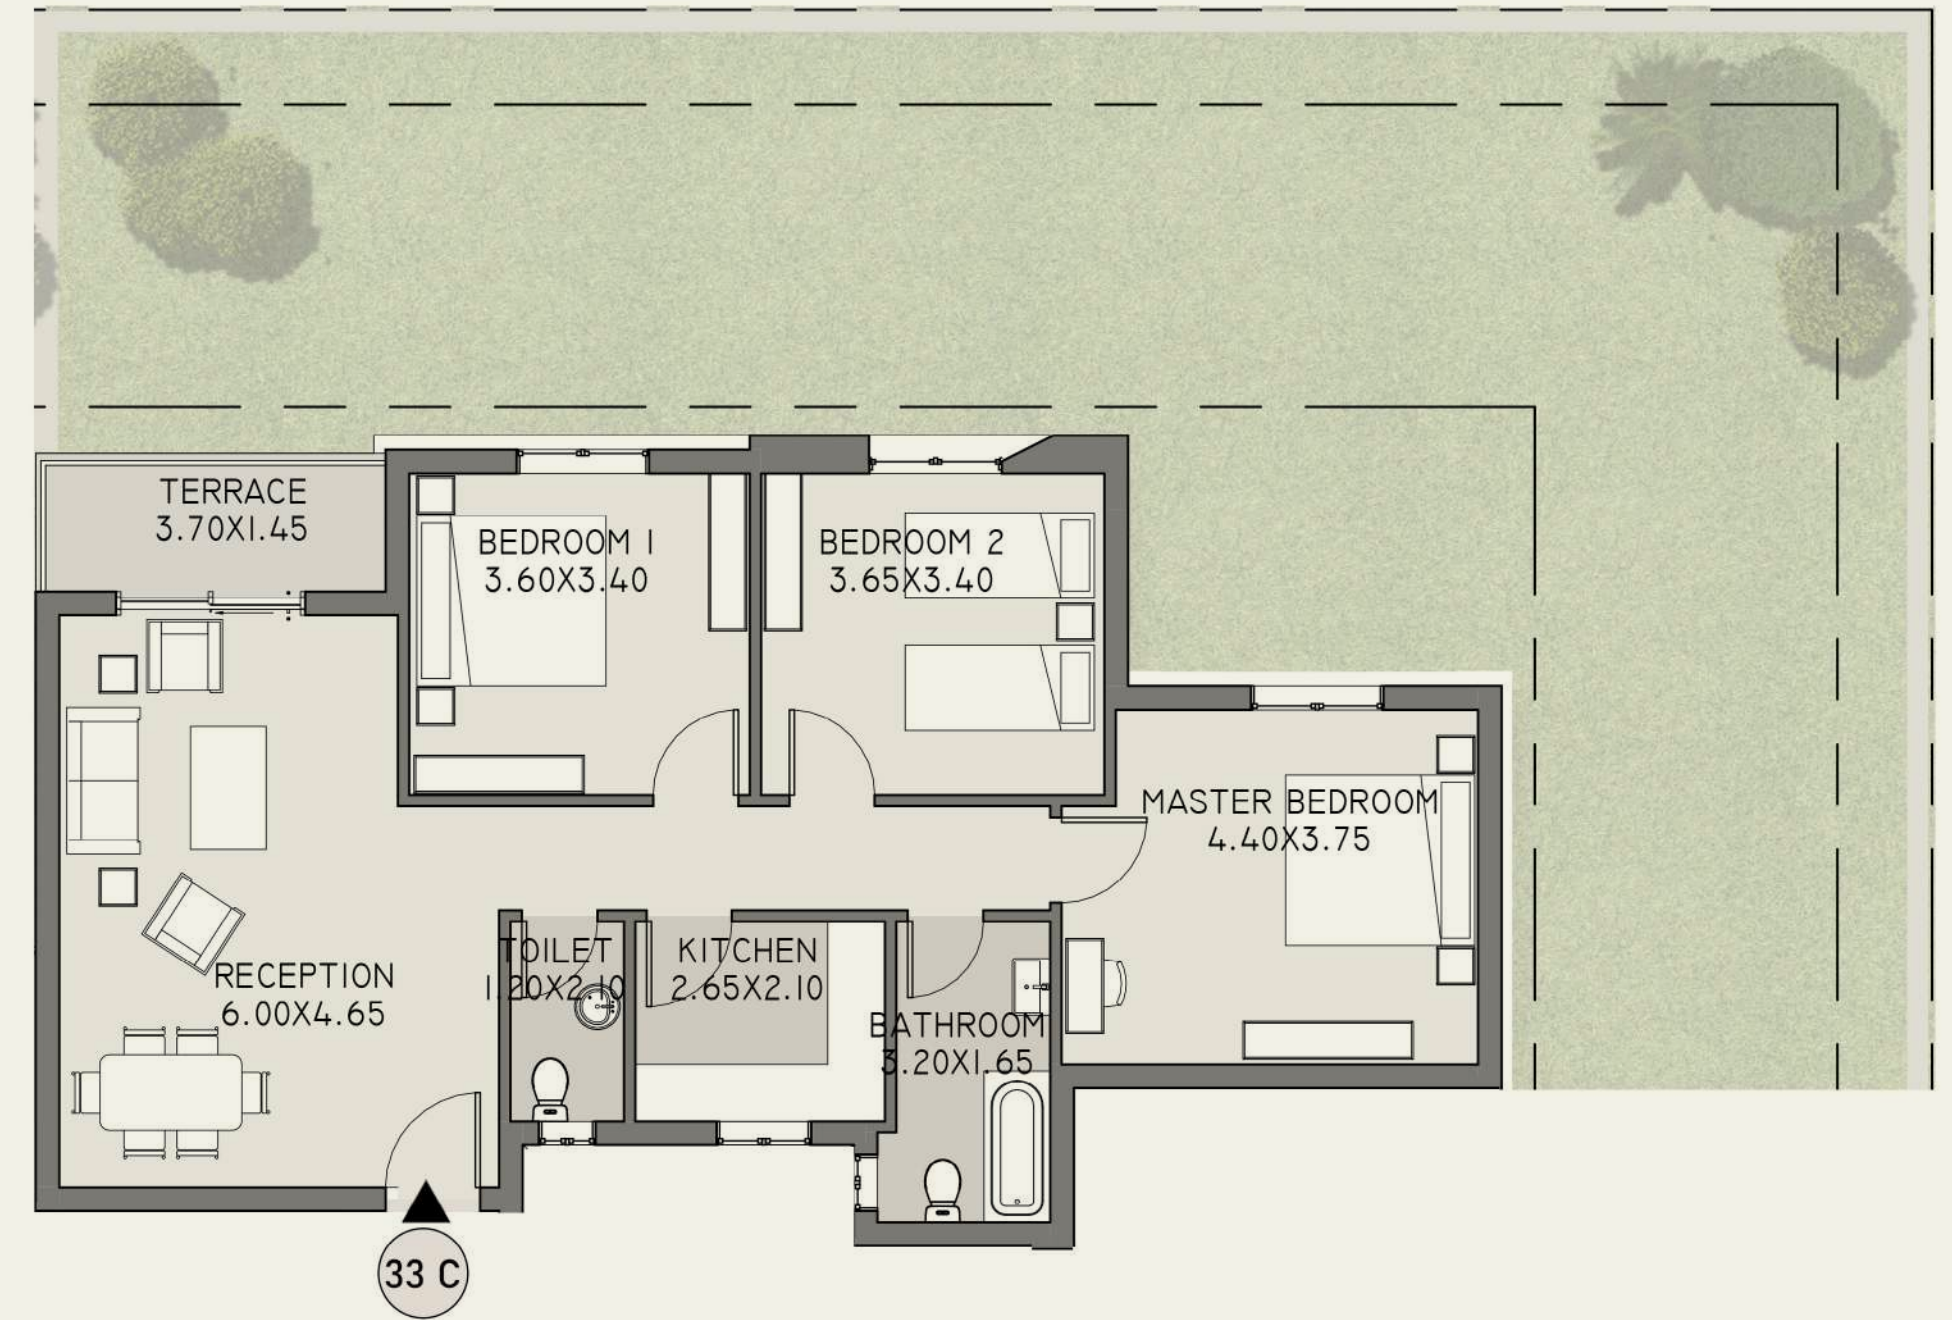 TERRACE
3.70X1.45
BEDROOM 1
3.60X3.40
BEDROOM 2
3.65X3.40
MASTER BEDROOM
4.40X3.75
TOILET
1.20X2.10
KITCHEN
2.65X2.10
RECEPTION
6.00X4.65
BATHROOM
3.20X1.65
33 C